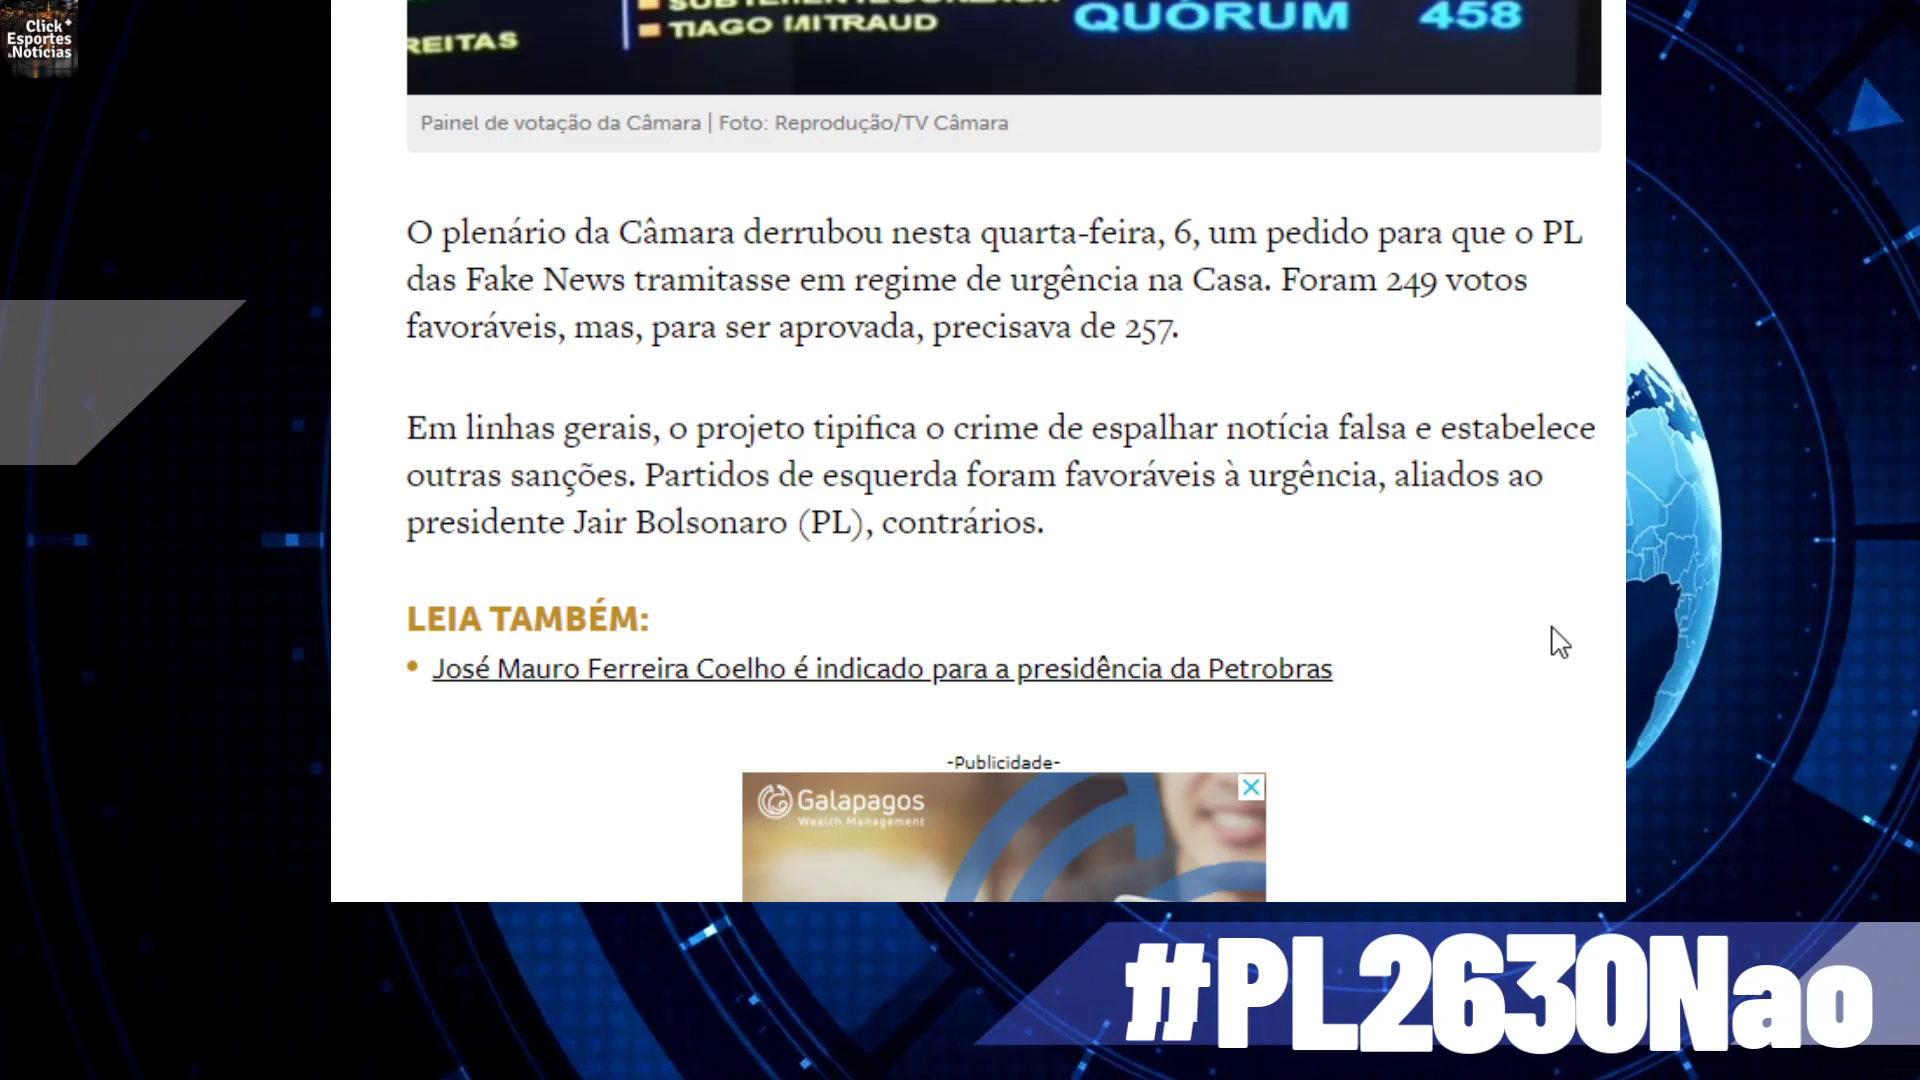 Click
Esportes
&Notícias
TIAGO MITRAUD
QUÓRUM 458
REITAS
Painel de votação da Câmara | Foto: Reprodução/TV Câmara
O plenário da Câmara derrubou nesta quarta-feira, 6, um pedido para que o PL
das Fake News tramitasse em regime de urgência na Casa. Foram 249 votos
favoráveis, mas, para ser aprovada, precisava de 257.
Em linhas gerais, o projeto tipifica o crime de espalhar notícia falsa e estabelece
outras sanções. Partidos de esquerda foram favoráveis à urgência, aliados ao
presidente Jair Bolsonaro (PL), contrários.
LEIA TAMBÉM:
• José Mauro Ferreira Coelho é indicado para a presidência da Petrobras
-Publicidade-
Galapagos
Wealth Management
#PL2630Nao